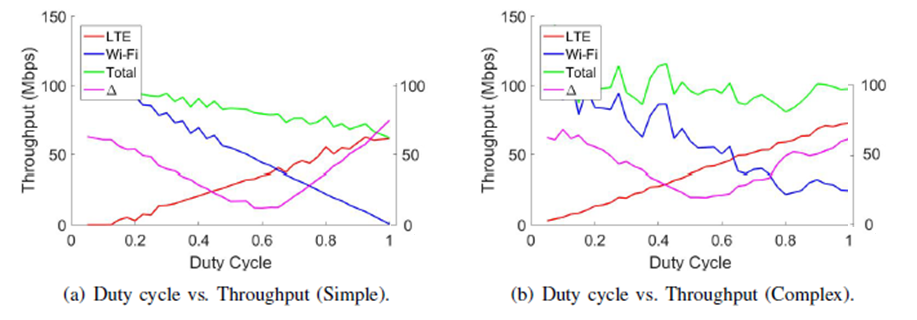 150
100
50
0
Throughput (Mbps)
LTE
Wi-Fi
Total
Δ
100
50
0
0 0.2 0.4 0.6 0.8 1
Duty Cycle
(a) Duty cycle vs. Throughput (Simple).
150
100
50
0
Throughput (Mbps)
LTE
Wi-Fi
Total
Δ
100
50
0
0 0.2 0.4 0.6 0.8 1
Duty Cycle
(b) Duty cycle vs. Throughput (Complex).